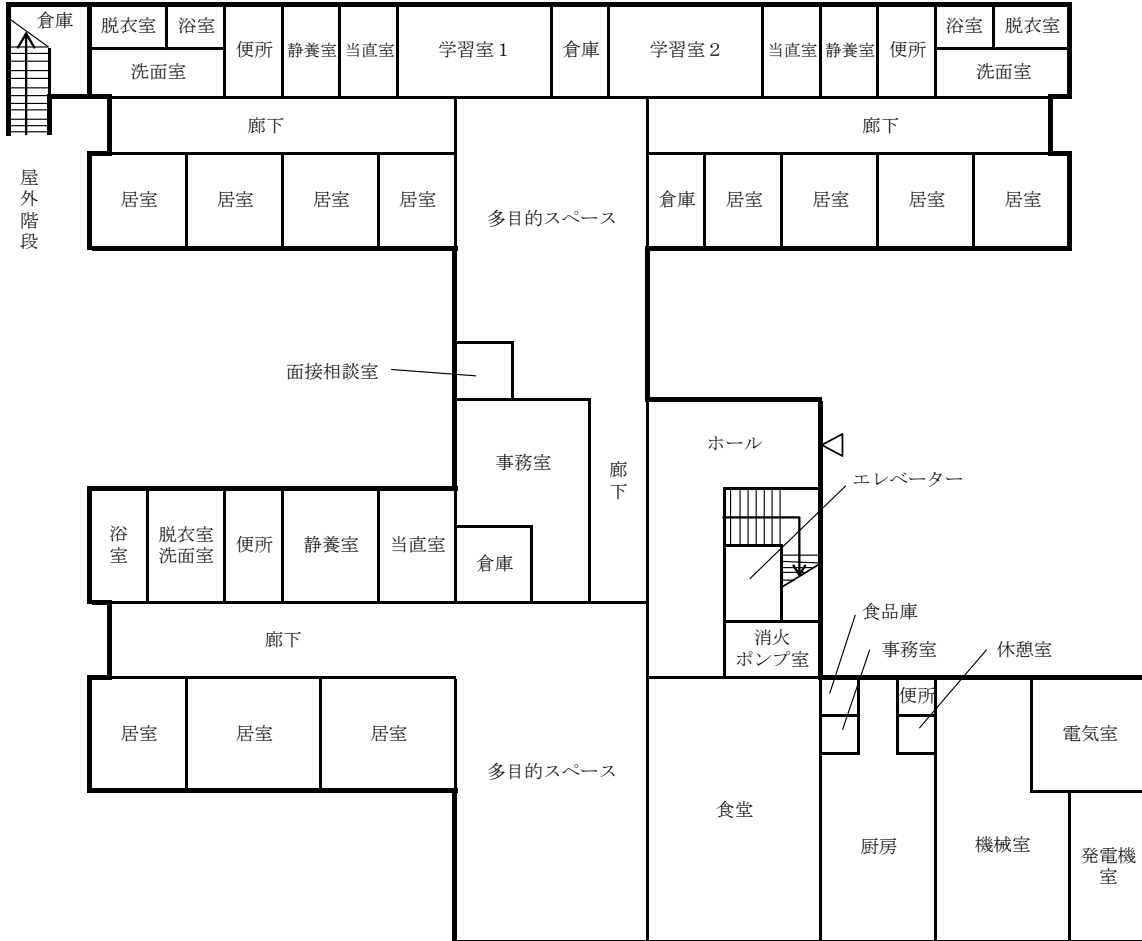 倉庫
脱衣室
浴室
便所
静養室
当直室
学習室１
倉庫
学習室２
当直室
静養室
便所
浴室
脱衣室
洗面室
洗面室
廊下
廊下
屋外階段
居室
居室
居室
居室
多目的スペース
倉庫
居室
居室
居室
居室
面接相談室
事務室
廊下
ホール
エレベーター
浴室
脱衣室
洗面室
便所
静養室
当直室
倉庫
食品庫
消火
ポンプ室
事務室
休憩室
廊下
便所
居室
居室
居室
多目的スペース
食堂
厨房
機械室
電気室
発電機
室